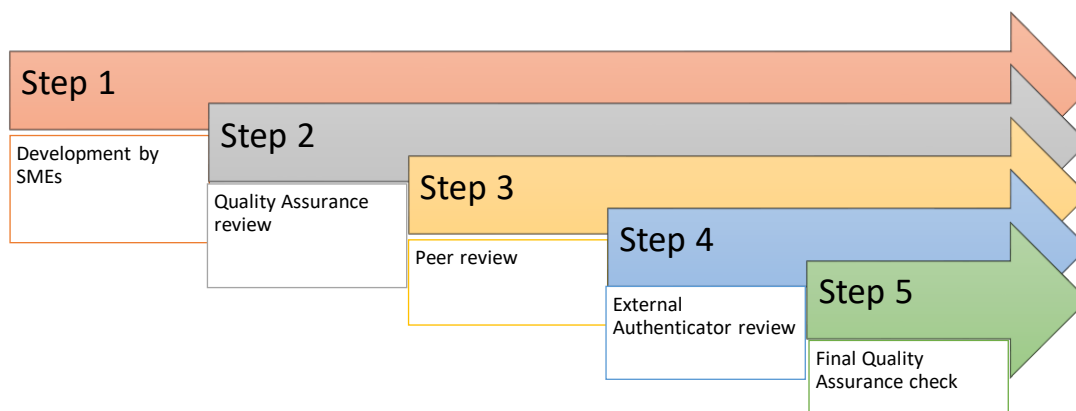 Step 1
Development by
SMEs
Step 2
Quality Assurance
review
Step 3
Peer review
Step 4
External
Authenticator review
Step 5
Final Quality
Assurance check